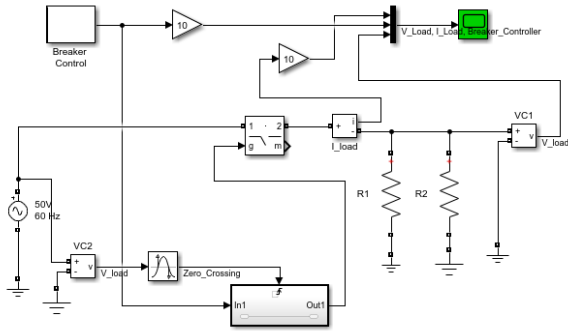 10
Breaker
Control
10
V_Load, I_Load, Breaker_Controller
1
2
g
m
+
-
i
I_load
VC1
+
-
v
V_load
R1
R2
+
50V
60 Hz
VC2
+
-
v
V_load
Zero_Crossing
In1
Out1